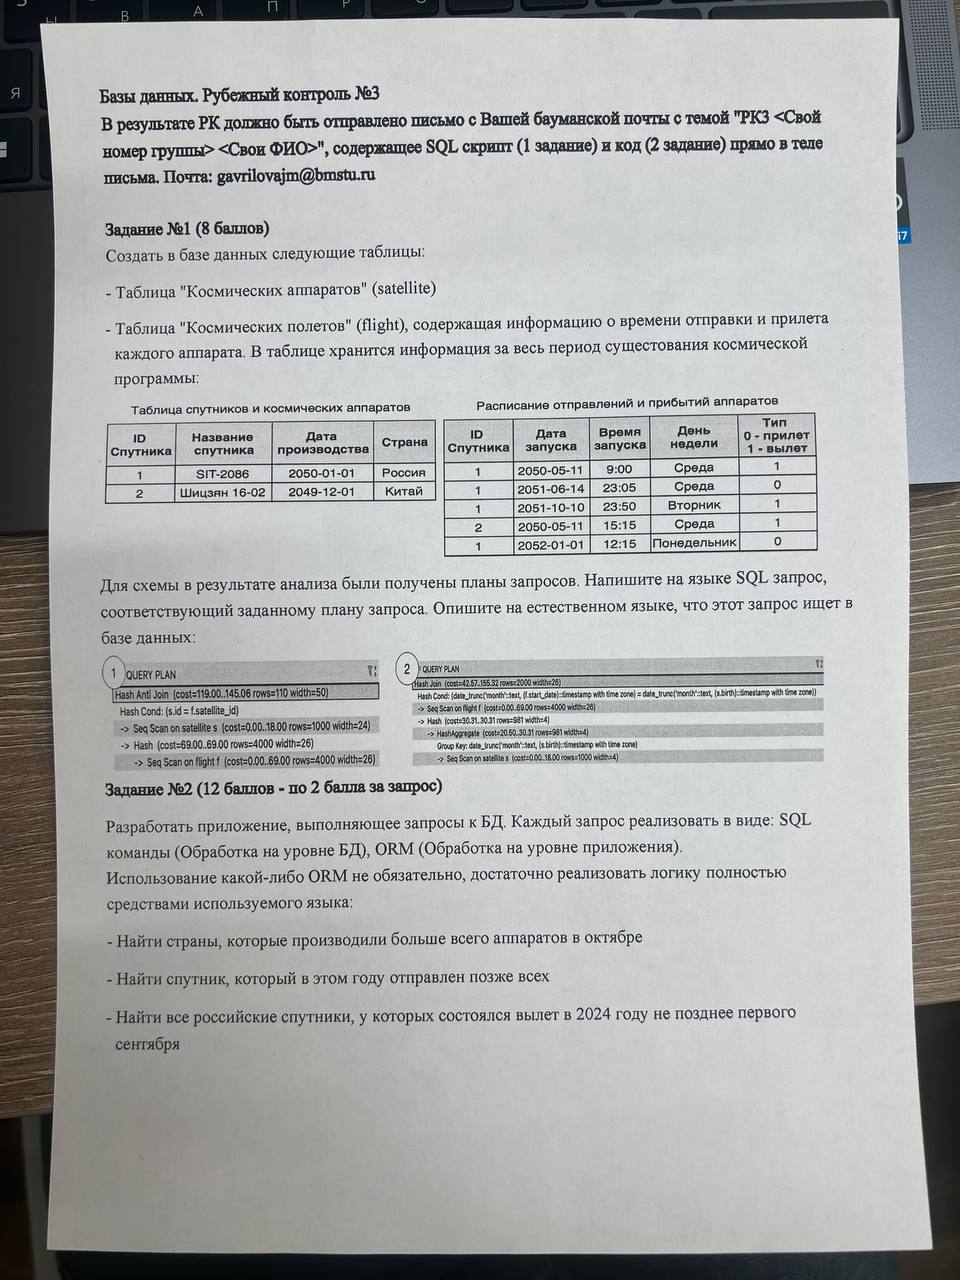 Базы данных. Рубежный контроль №3
В результате РК должно быть отправлено письмо с Вашей бауманской почты с темой "РК3 <Свой
номер группы> <Свои ФИО>", содержащее SQL скрипт (1 задание) и код (2 задание) прямо в теле
письма. Почта: gavrilovajm@bmstu.ru
Задание №1 (8 баллов)
Создать в базе данных следующие таблицы:
- Таблица "Космических аппаратов" (satellite)
- Таблица "Космических полетов" (flight), содержащая информацию о времени отправки и прилета
каждого аппарата. В таблице хранится информация за весь период сущестования космической
программы:
Таблица спутников и космических аппаратов
ID Спутника Название спутника Дата производства Страна
1 SIT-2086 2050-01-01 Россия
2 Шицзян 16-02 2049-12-01 Китай
Расписание отправлений и прибытий аппаратов
ID Спутника Дата запуска Время запуска День недели Тип 0 - прилет 1 - вылет
1 2050-05-11 9:00 Среда 1
1 2051-06-14 23:05 Среда 0
1 2051-10-10 23:50 Вторник 1
2 2050-05-11 15:15 Среда 1
1 2052-01-01 12:15 Понедельник 0
Для схемы в результате анализа были получены планы запросов. Напишите на языке SQL запрос,
соответствующий заданному плану запроса. Опишите на естественном языке, что этот запрос ищет в
базе данных:
1 QUERY PLAN
Hash Anti Join (cost=119.00..145.06 rows=110 width=50)
Hash Cond: (s.id = f.satellite_id)
-> Seq Scan on satellite s (cost=0.00..18.00 rows=1000 width=24)
-> Hash (cost=69.00..69.00 rows=4000 width=26)
-> Seq Scan on flight f (cost=0.00..69.00 rows=4000 width=26)
2 QUERY PLAN
Hash Join (cost=42.57..155.32 rows=2000 width=26)
Hash Cond: (date_trunc('month'::text, (f.start_date)::timestamp with time zone) = date_trunc('month'::text, (s.birth)::timestamp with time zone))
-> Seq Scan on flight f (cost=0.00..69.00 rows=4000 width=26)
-> Hash (cost=30.31..30.31 rows=981 width=4)
-> HashAggregate (cost=20.50..30.31 rows=981 width=4)
Group Key: date_trunc('month'::text, (s.birth)::timestamp with time zone)
-> Seq Scan on satellite s (cost=0.00..18.00 rows=1000 width=4)
Задание №2 (12 баллов - по 2 балла за запрос)
Разработать приложение, выполняющее запросы к БД. Каждый запрос реализовать в виде: SQL
команды (Обработка на уровне БД), ORM (Обработка на уровне приложения).
Использование какой-либо ORM не обязательно, достаточно реализовать логику полностью
средствами используемого языка:
- Найти страны, которые производили больше всего аппаратов в октябре
- Найти спутник, который в этом году отправлен позже всех
- Найти все российские спутники, у которых состоялся вылет в 2024 году не позднее первого
сентября